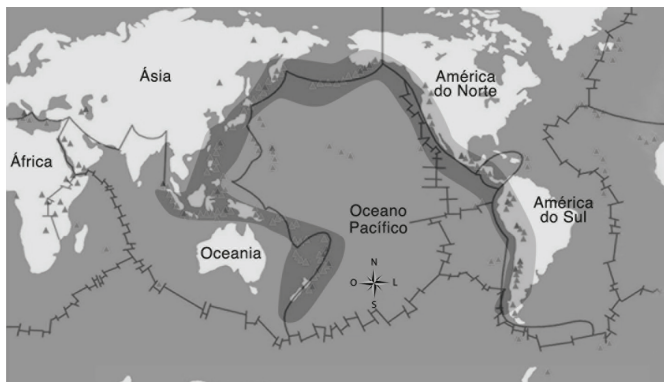 Ásia
América
do Norte
África
Oceano
Pacífico
América
do Sul
Oceania
N
O
L
S